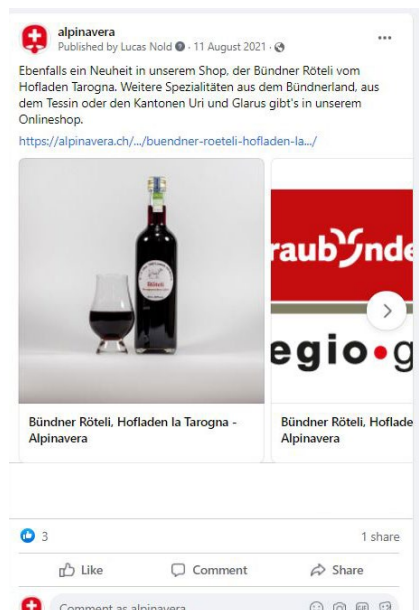 alpinavera
Published by Lucas Nold · 11 August 2021 ·
Ebenfalls ein Neuheit in unserem Shop, der Bündner Röteli vom
Hofladen Tarogna. Weitere Spezialitäten aus dem Bündnerland, aus
dem Tessin oder den Kantonen Uri und Glarus gibt's in unserem
Onlineshop.
https://alpinavera.ch/.../buendner-roeteli-hofladen-la.../
Röteli
raubünde
egio•g
Bündner Röteli, Hofladen la Tarogna -
Alpinavera
Bündner Röteli, Hoflade
Alpinavera
3
1 share
Like
Comment
Share
Comment as alpinavera
GIF